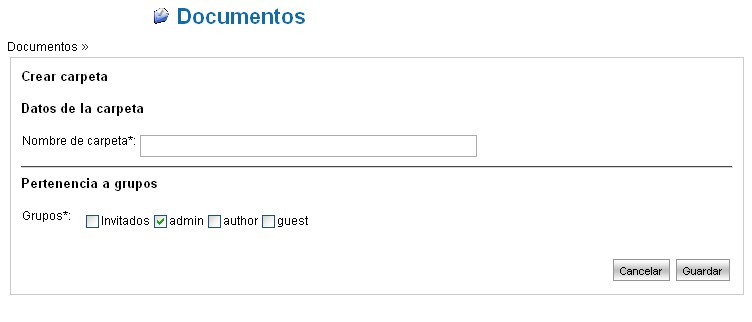 Documentos
Documentos »
Crear carpeta
Datos de la carpeta
Nombre de carpeta*:
Pertenencia a grupos
Grupos*: Invitados admin author guest
Cancelar Guardar